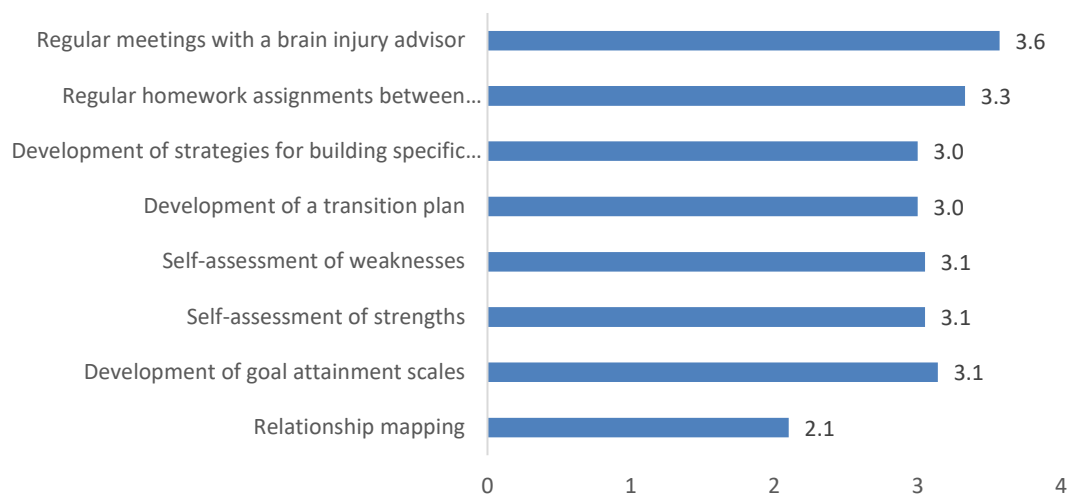 Regular meetings with a brain injury advisor 3.6
Regular homework assignments between… 3.3
Development of strategies for building specific… 3.0
Development of a transition plan 3.0
Self-assessment of weaknesses 3.1
Self-assessment of strengths 3.1
Development of goal attainment scales 3.1
Relationship mapping 2.1
0 1 2 3 4